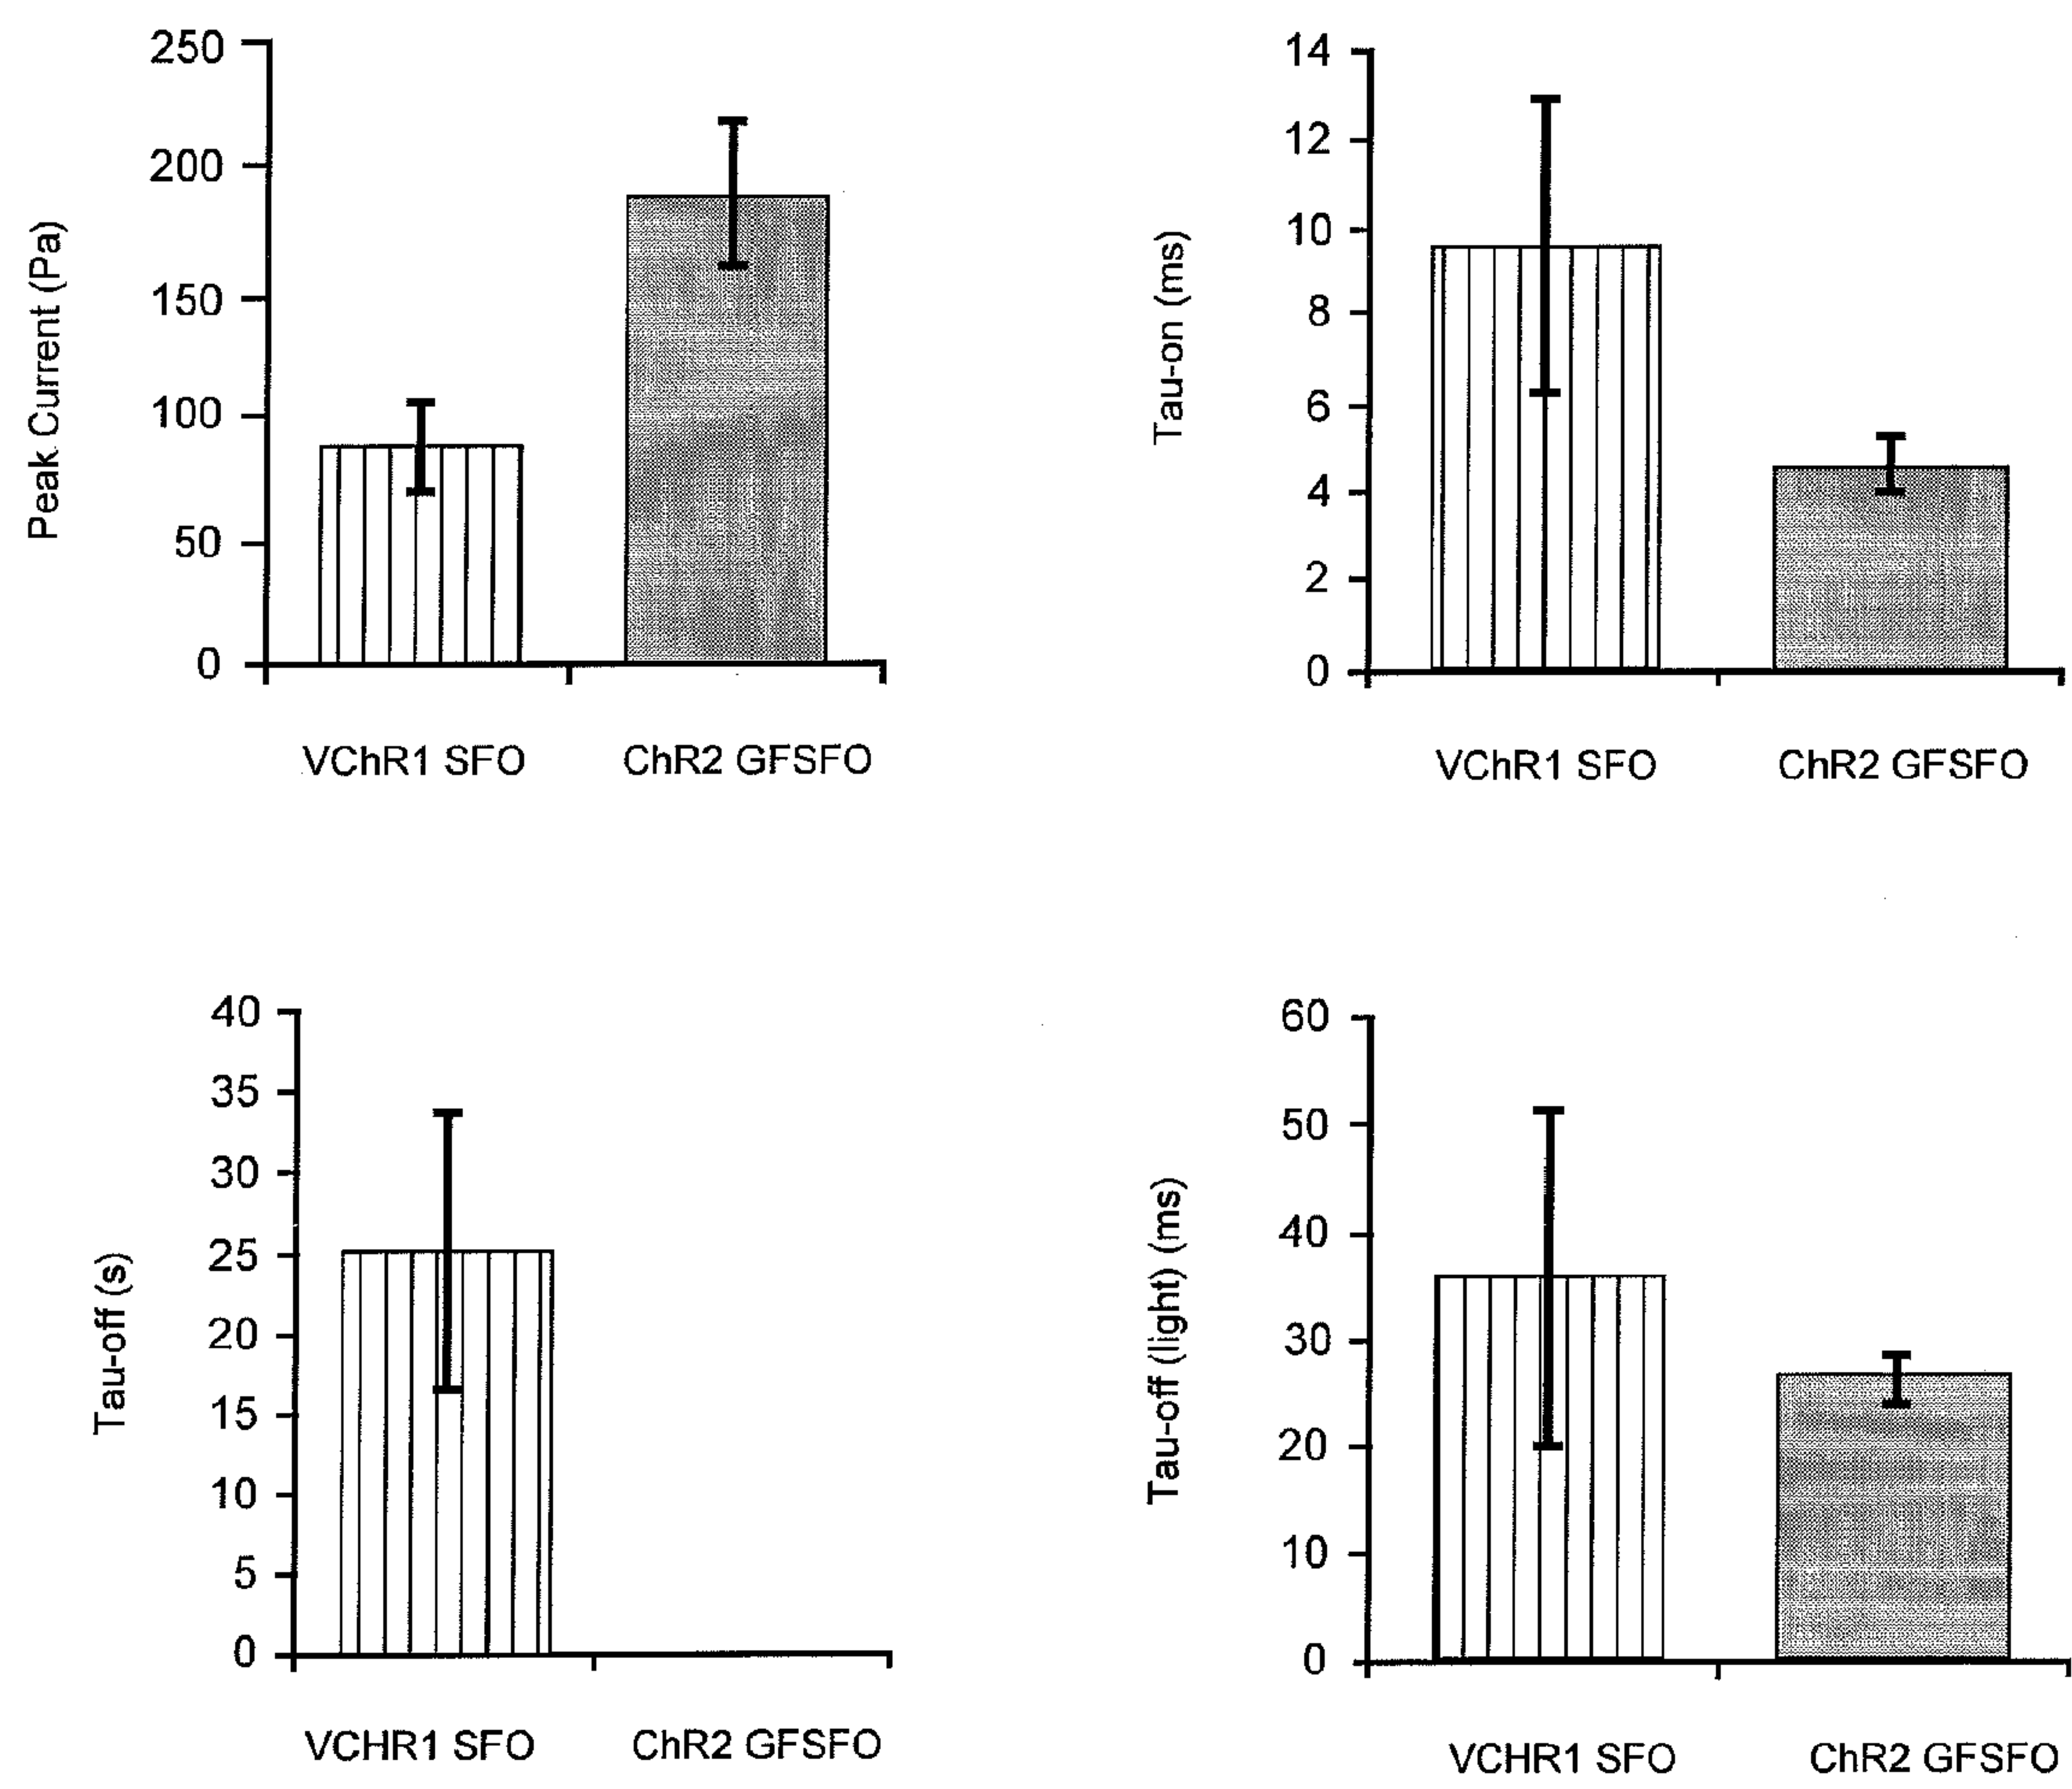 Peak Current (Pa)
250
200
150
100
50
0
VChR1 SFO
ChR2 GFSFO
Tau-on (ms)
14
12
10
8
6
4
2
0
VChR1 SFO
ChR2 GFSFO
Tau-off (s)
40
35
30
25
20
15
10
5
0
VCHR1 SFO
ChR2 GFSFO
Tau-off (light) (ms)
60
50
40
30
20
10
0
VCHR1 SFO
ChR2 GFSFO